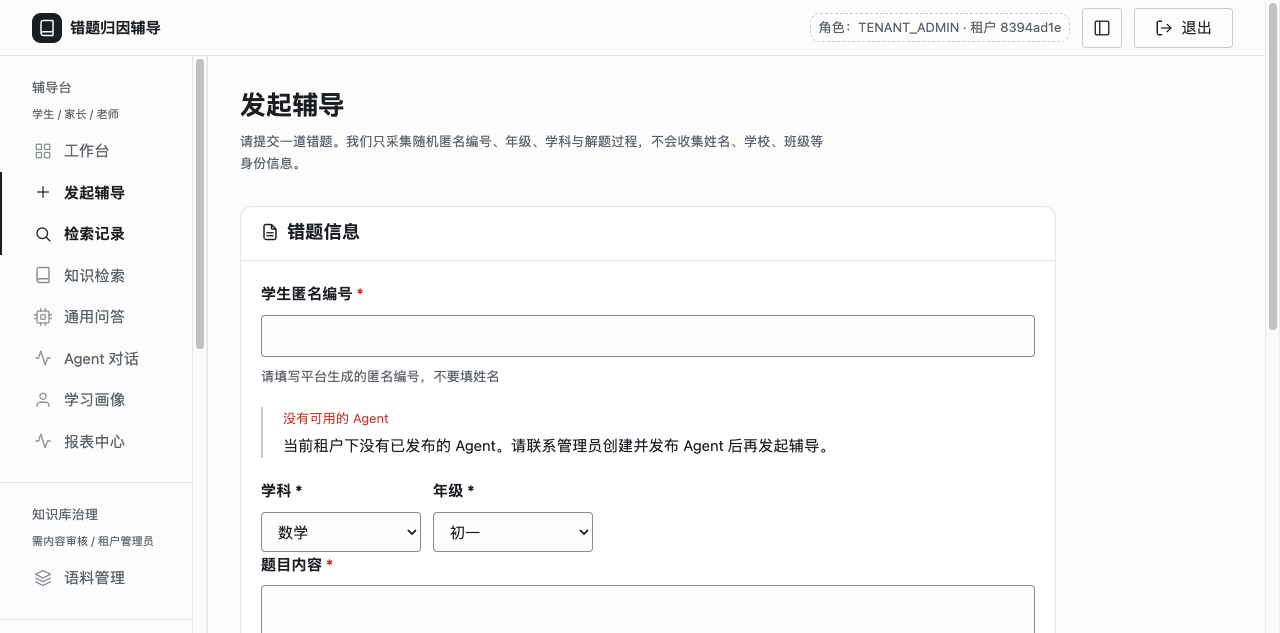 错题归因辅导
角色：TENANT_ADMIN · 租户 8394ad1e
退出
辅导台
学生 / 家长 / 老师
工作台
发起辅导
检索记录
知识检索
通用问答
Agent 对话
学习画像
报表中心
知识库治理
需内容审核 / 租户管理员
语料管理
发起辅导
请提交一道错题。我们只采集随机匿名编号、年级、学科与解题过程，不会收集姓名、学校、班级等
身份信息。
错题信息
学生匿名编号 *
请填写平台生成的匿名编号，不要填姓名
没有可用的 Agent
当前租户下没有已发布的 Agent。请联系管理员创建并发布 Agent 后再发起辅导。
学科 * 年级 *
数学 初一
题目内容 *